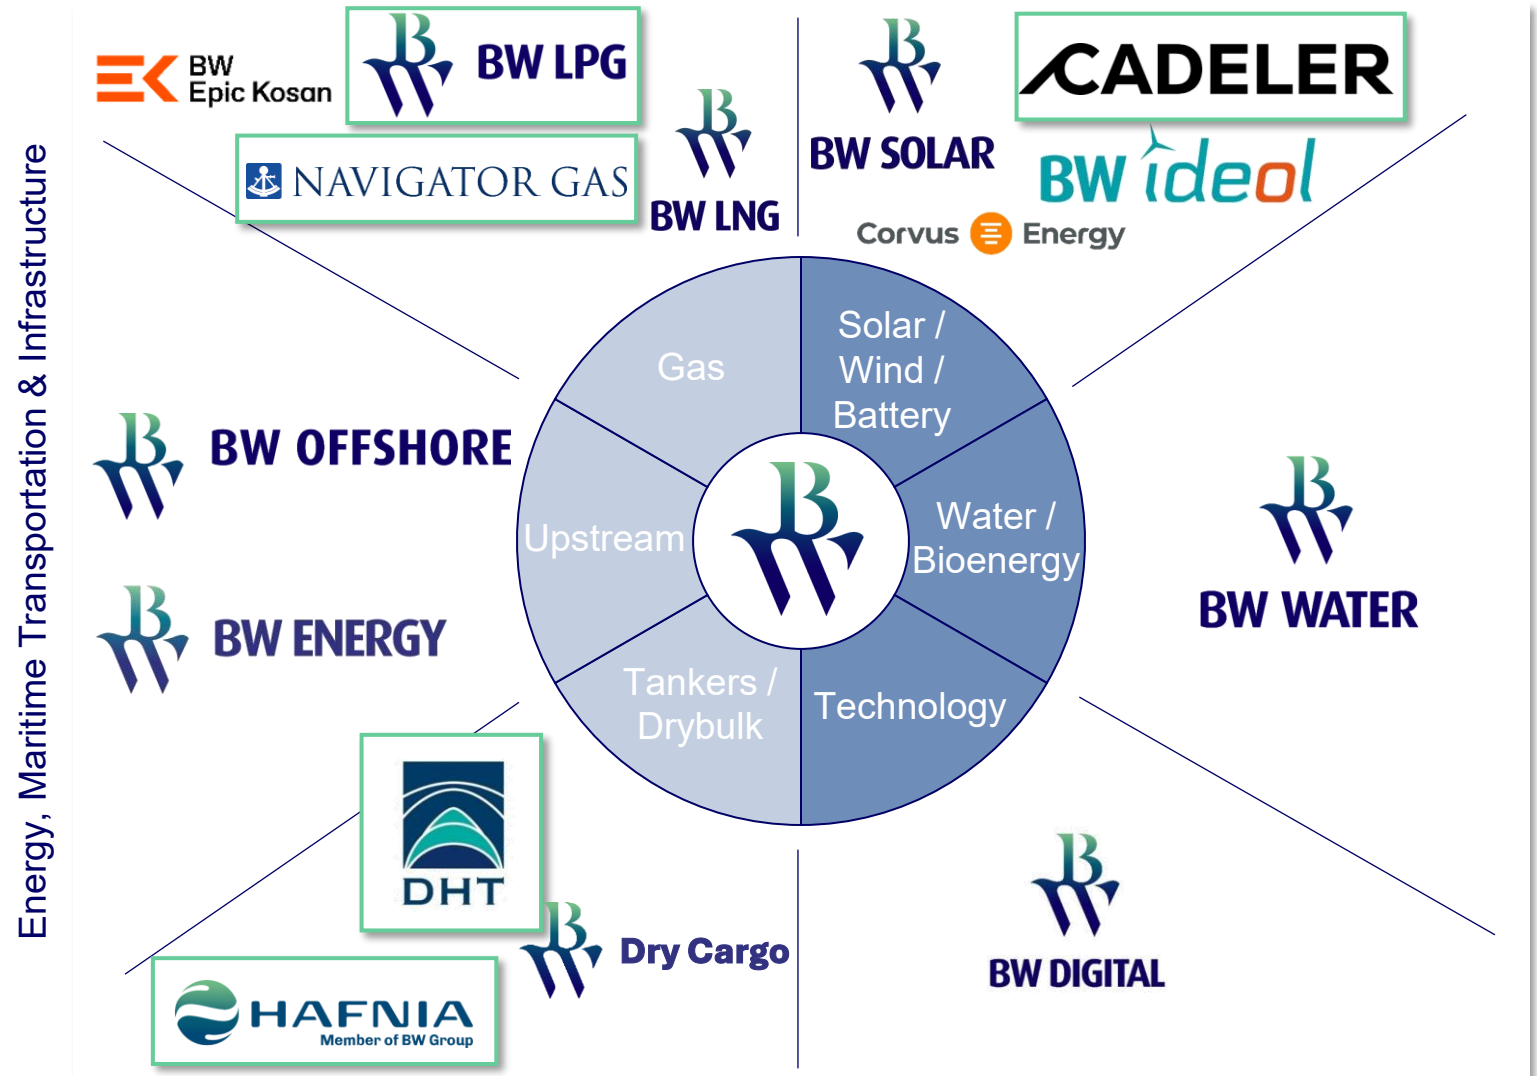 Energy, Maritime Transportation & Infrastructure
BW
Epic Kosan
BW LPG
NAVIGATOR GAS
BW LNG
BW SOLAR
CADELER
BW ideol
Corvus Energy
Gas
Solar /
Wind /
Battery
BW OFFSHORE
Upstream
BW
Water /
Bioenergy
BW WATER
BW ENERGY
Tankers /
Drybulk
Technology
DHT
Dry Cargo
BW DIGITAL
HAFNIA
Member of BW Group